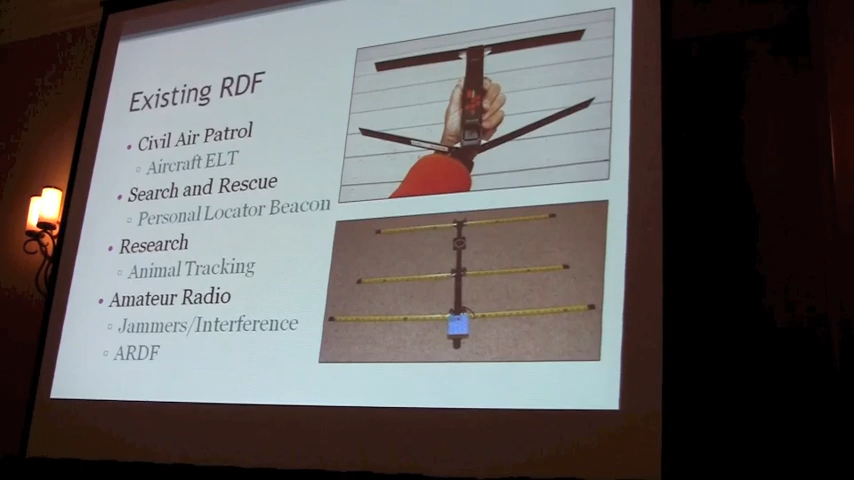 Existing RDF
Civil Air Patrol
Aircraft ELT
Search and Rescue
Personal Locator Beacon
Research
Animal Tracking
Amateur Radio
Jammers/Interference
ARDF